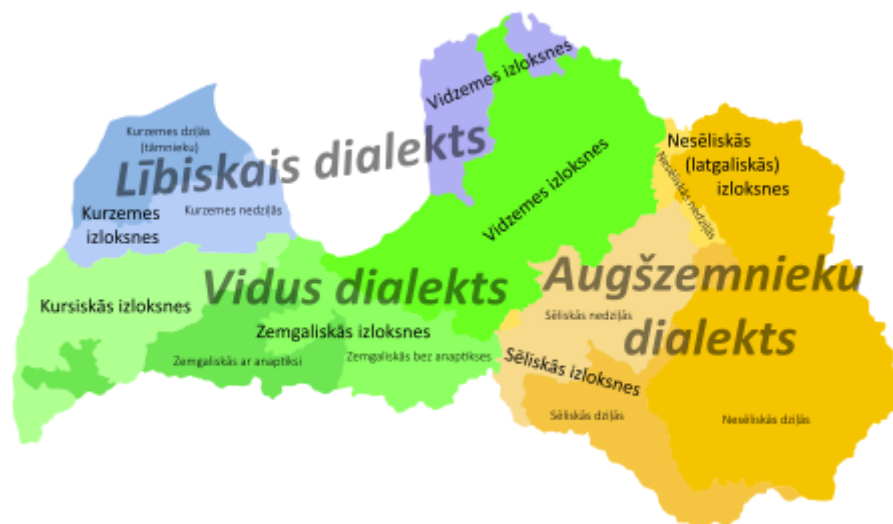 Vidzemes izloksnes
Kurzemes dziļās
(tāmnieku)
Lībiskais dialekts
Nesēliskās
(latgaliskās)
izloksnes
Nesēliskās nedziļās
Vidzemes izloksnes
Kurzemes
izloksnes
Kurzemes nedziļās
Kursiskās izloksnes
Vidus dialekts
Augšzemnieku
dialekts
Sēliskās nedziļās
Zemgaliskās izloksnes
Zemgaliskās ar anaptiksi
Zemgaliskās bez anaptikses
Sēliskās izloksnes
Sēliskās dziļās
Nesēliskās dziļās